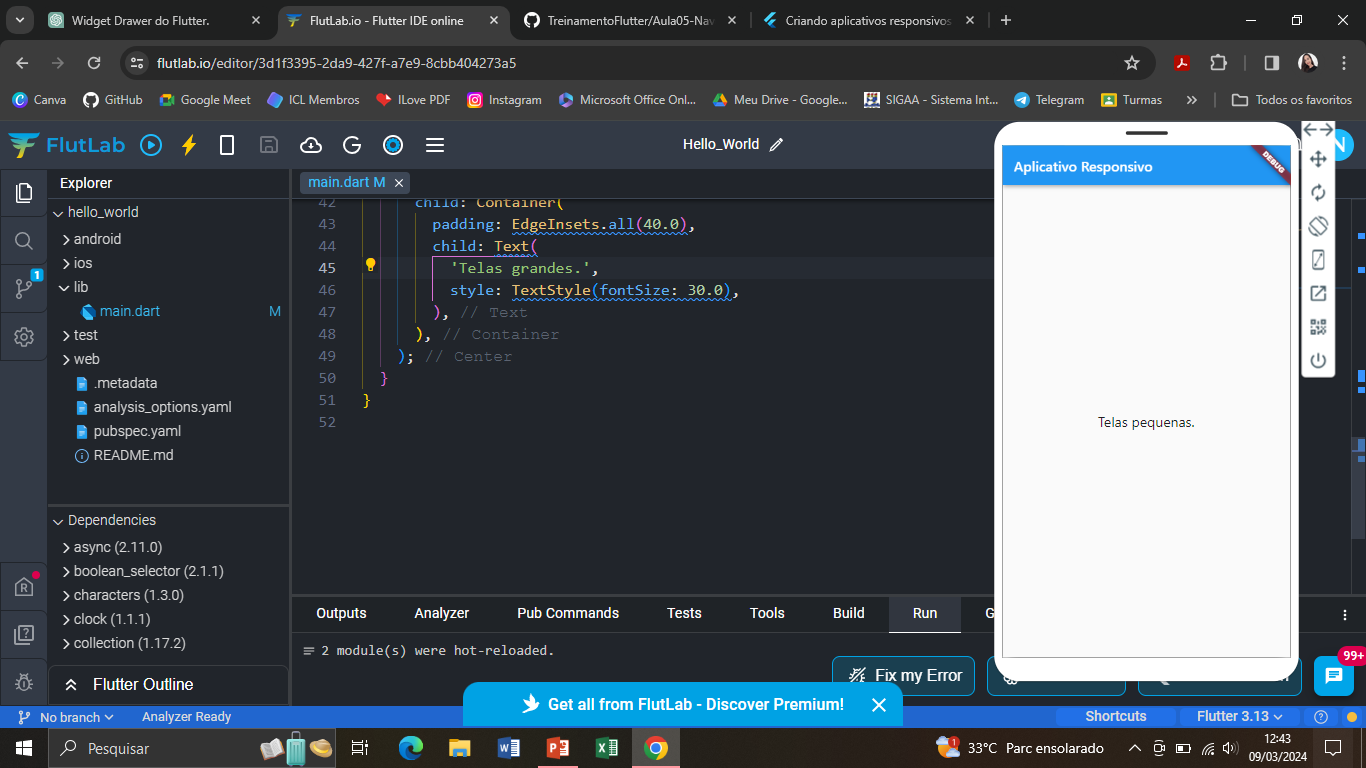 Widget Drawer do Flutter.
FlutLab.io - Flutter IDE online
TreinamentoFlutter/Aula05-Nav
Criando aplicativos responsivos
flutlab.io/editor/3d1f3395-2da9-427f-a7e9-8cbb404273a5
Canva
GitHub
Google Meet
ICL Membros
ILove PDF
Instagram
Microsoft Office Onl...
Meu Drive - Google...
SIGAA - Sistema Int...
Telegram
Turmas
Todos os favoritos
FlutLab
Hello_World
N
Explorer
hello_world
android
ios
lib
main.dart M
test
web
.metadata
analysis_options.yaml
pubspec.yaml
README.md
1
Dependencies
async (2.11.0)
boolean_selector (2.1.1)
characters (1.3.0)
clock (1.1.1)
collection (1.17.2)
Flutter Outline
main.dart M
42 child: Container(
43 padding: EdgeInsets.all(40.0),
44 child: Text(
45 'Telas grandes.',
46 style: TextStyle(fontSize: 30.0),
47 ), // Text
48 ), // Container
49 ); // Center
50 }
51 }
52
Aplicativo Responsivo
DEBUG
Telas pequenas.
Outputs Analyzer Pub Commands Tests Tools Build Run G
2 module(s) were hot-reloaded.
Fix my Error
99+
Get all from FlutLab - Discover Premium!
No branch
Analyzer Ready
Shortcuts
Flutter 3.13
Pesquisar
33°C Parc ensolarado
12:43
09/03/2024